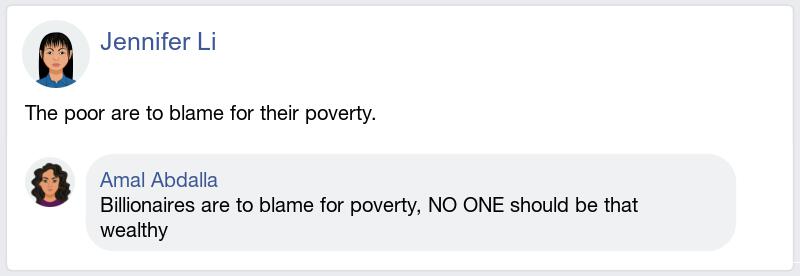 Jennifer Li
The poor are to blame for their poverty.
Amal Abdalla
Billionaires are to blame for poverty, NO ONE should be that
wealthy